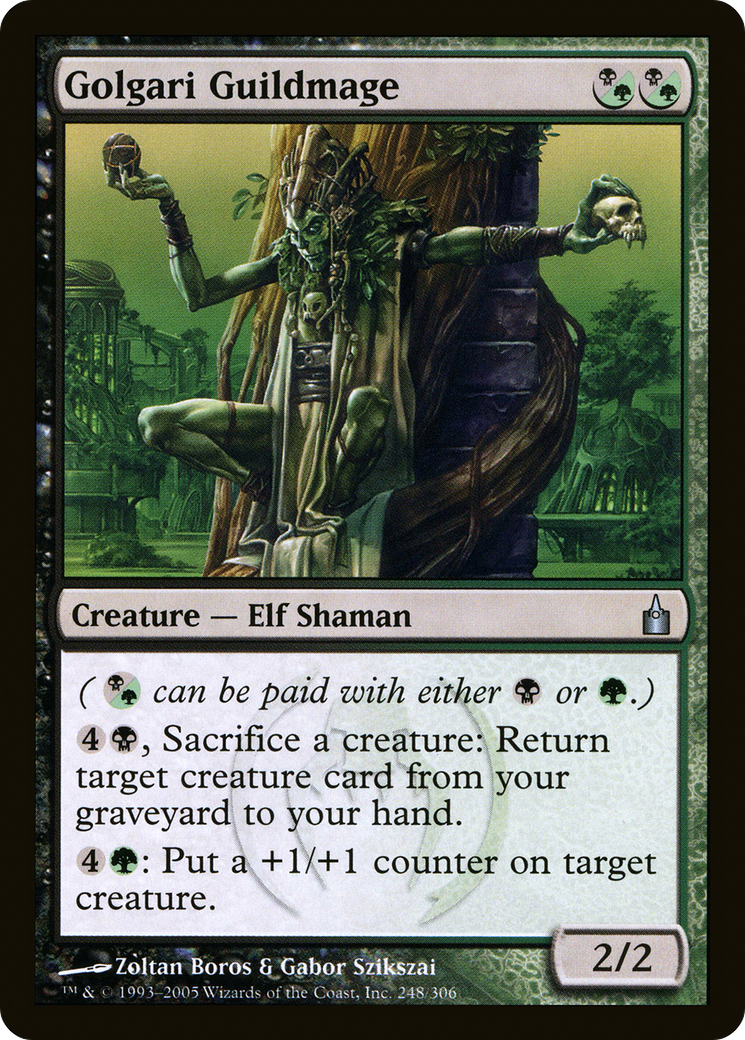 Golgari Guildmage
Creature — Elf Shaman
( can be paid with either or .)
4, Sacrifice a creature: Return
target creature card from your
graveyard to your hand.
4: Put a +1/+1 counter on target
creature.
2/2
Zoltan Boros & Gabor Szikszai
™ & © 1993–2005 Wizards of the Coast, Inc. 248/306